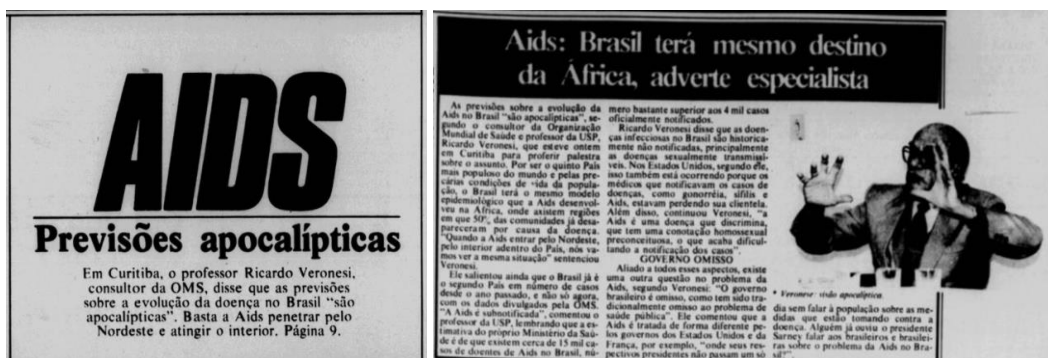 AIDS
Previsões apocalípticas
Em Curitiba, o professor Ricardo Veronesi,
consultor da OMS, disse que as previsões
sobre a evolução da doença no Brasil “são
apocalípticas”. Basta a Aids penetrar pelo
Nordeste e atingir o interior. Página 9.
Aids: Brasil terá mesmo destino
da África, adverte especialista
As previsões sobre a evolução da
Aids no Brasil “são apocalípticas”, se-
gundo o consultor da Organização
Mundial de Saúde e professor da USP,
Ricardo Veronesi, que esteve ontem
em Curitiba para proferir palestra
sobre o assunto. Por ser o quinto País
mais populoso do mundo e pelas pre-
cárias condições de vida da popula-
ção, o Brasil terá o mesmo modelo
epidemiológico que a Aids desenvol-
veu na África, onde existem regiões
em que 50% das comunidades já desa-
pareceram por causa da doença.
“Quando a Aids entrar pelo Nordeste,
pelo interior adentro do País, nós va-
mos ver a mesma situação” sentenciou
Veronesi.
Ele salientou ainda que o Brasil já é
o segundo País em número de casos
desde o ano passado, e não só agora,
com os dados divulgados pela OMS.
“A Aids é subnotificada”, comentou o
professor da USP, lembrando que a es-
timativa do próprio Ministério da Saú-
de é de que existem cerca de 15 mil ca-
sos de doentes de Aids no Brasil, nú-
mero bastante superior aos 4 mil casos
oficialmente notificados.
Ricardo Veronesi disse que as doen-
ças infecciosas no Brasil são historica-
mente não notificadas, principalmente
as doenças sexualmente transmissí-
veis. Nos Estados Unidos, segundo ele,
isso também está ocorrendo porque os
médicos que notificavam os casos de
doenças, como gonorréia, sífilis e
Aids, estavam perdendo sua clientela.
Além disso, continuou Veronesi, “a
Aids é uma doença que discrimina,
que tem uma conotação homossexual
preconceituosa, o que acaba dificul-
tando a notificação dos casos”.
GOVERNO OMISSO
Aliado a todos esses aspectos, existe
uma outra questão no problema da
Aids, segundo Veronesi: “O governo
brasileiro é omisso, como tem sido tra-
dicionalmente omisso ao problema de
saúde pública”. Ele comentou que a
Aids é tratada de forma diferente pe-
los governos dos Estados Unidos e da
França, por exemplo, “onde seus res-
pectivos presidentes não passam um só
* Veronese: visão apocalíptica.
dia sem falar à população sobre as me-
didas que estão tomando contra a
doença. Alguém já ouviu o presidente
Sarney falar aos brasileiros e brasilei-
ras sobre o problema da Aids no Bra-
sil?”